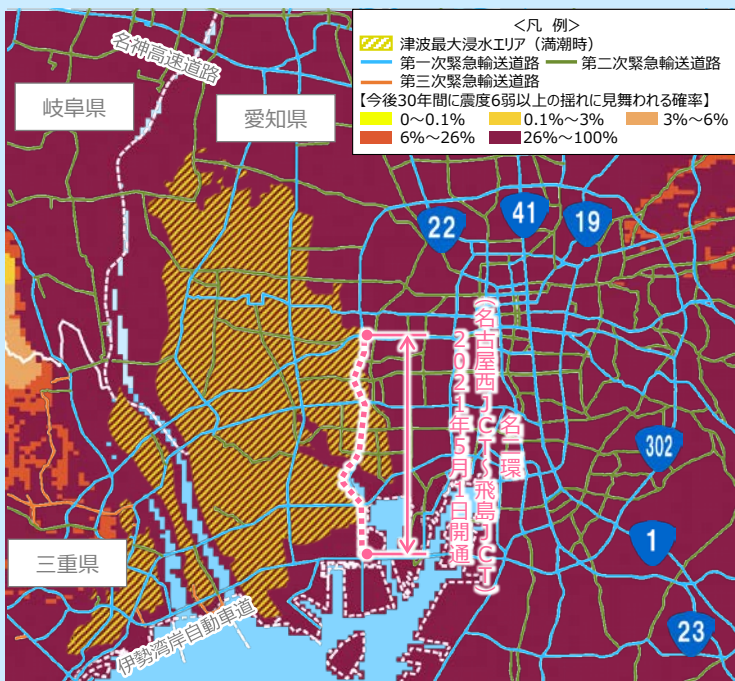 <凡 例>
津波最大浸水エリア（満潮時）
第一次緊急輸送道路 第二次緊急輸送道路
第三次緊急輸送道路
【今後30年間に震度6弱以上の揺れに見舞われる確率】
0～0.1% 0.1%～3% 3%～6%
6%～26% 26%～100%
名神高速道路
岐阜県
愛知県
22
41
19
名二環
(名古屋西JCT～飛島JCT)
2021年5月1日開通
302
1
三重県
伊勢湾岸自動車道
23